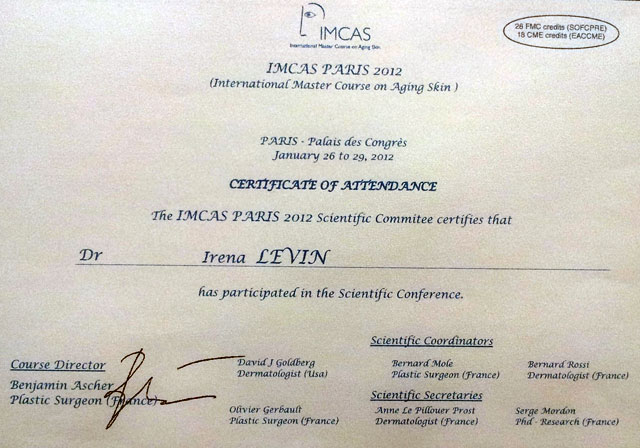 IMCAS
International Master Course on Aging Skin
28 FMC credits (SOFCPRE)
18 CME credits (EACCME)
IMCAS PARIS 2012
(International Master Course on Aging Skin )
PARIS - Palais des Congrès
January 26 to 29, 2012
CERTIFICATE OF ATTENDANCE
The IMCAS PARIS 2012 Scientific Commitee certifies that
Dr Irena LEVIN
has participated in the Scientific Conference.
Course Director
Benjamin Ascher
Plastic Surgeon (France)
David J Goldberg
Dermatologist (Usa)
Olivier Gerbault
Plastic Surgeon (France)
Scientific Coordinators
Bernard Mole
Plastic Surgeon (France)
Bernard Rossi
Dermatologist (France)
Scientific Secretaries
Anne Le Pillouer Prost
Dermatologist (France)
Serge Mordon
Phd - Research (France)